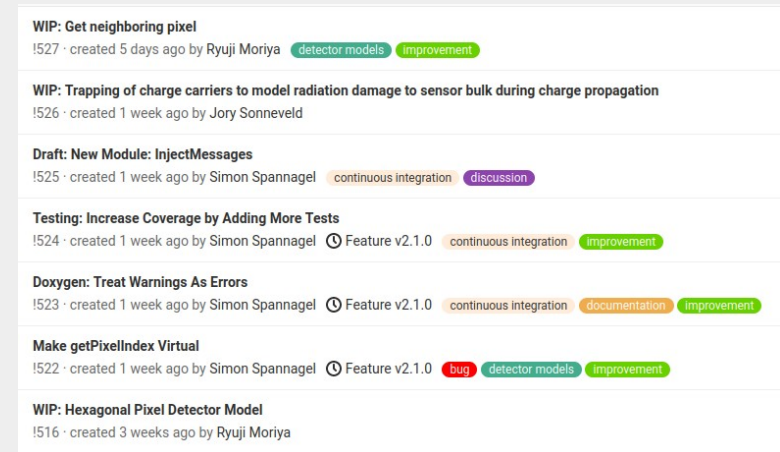 WIP: Get neighboring pixel
!527 · created 5 days ago by Ryuji Moriya detector models improvement
WIP: Trapping of charge carriers to model radiation damage to sensor bulk during charge propagation
!526 · created 1 week ago by Jory Sonneveld
Draft: New Module: InjectMessages
!525 · created 1 week ago by Simon Spannagel continuous integration discussion
Testing: Increase Coverage by Adding More Tests
!524 · created 1 week ago by Simon Spannagel Feature v2.1.0 continuous integration improvement
Doxygen: Treat Warnings As Errors
!523 · created 1 week ago by Simon Spannagel Feature v2.1.0 continuous integration documentation improvement
Make getPixelIndex Virtual
!522 · created 1 week ago by Simon Spannagel Feature v2.1.0 bug detector models improvement
WIP: Hexagonal Pixel Detector Model
!516 · created 3 weeks ago by Ryuji Moriya